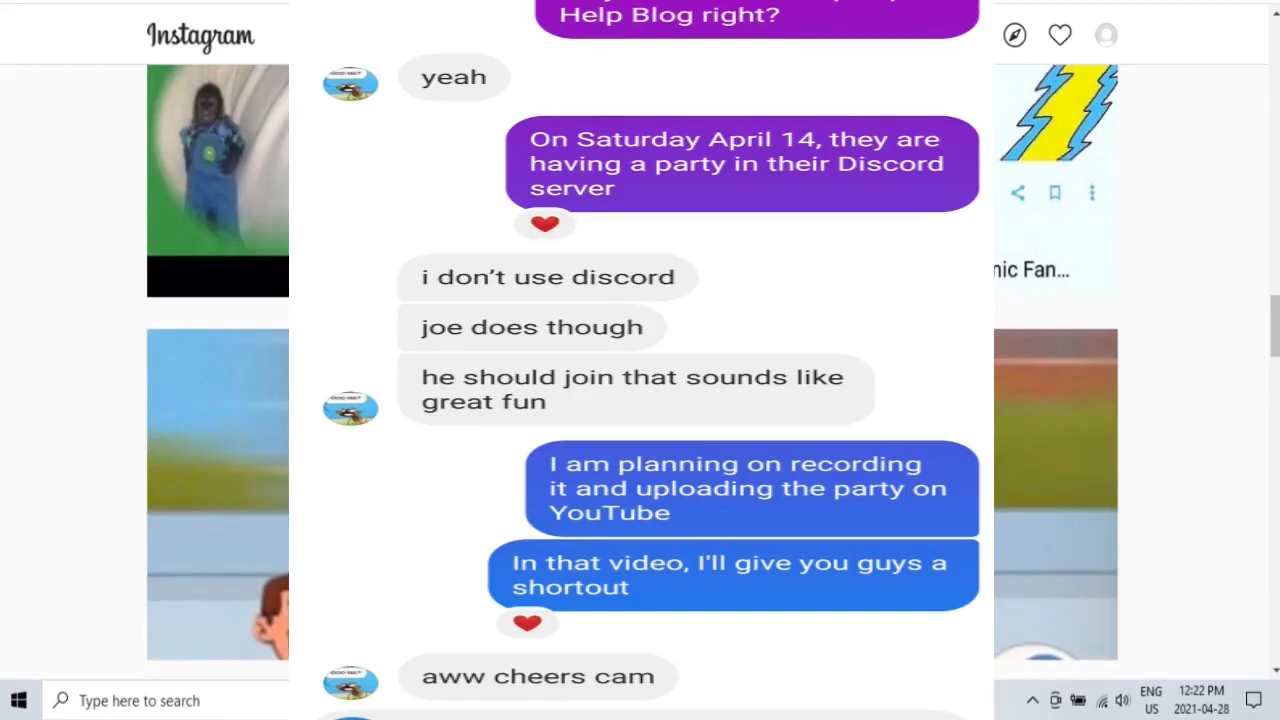 Help Blog right?
Instagram
yeah
On Saturday April 14, they are
having a party in their Discord
server
i don't use discord
nic Fan...
joe does though
he should join that sounds like
great fun
I am planning on recording
it and uploading the party on
YouTube
In that video, I'll give you guys a
shortout
aww cheers cam
Type here to search
ENG
US
12:22 PM
2021-04-28